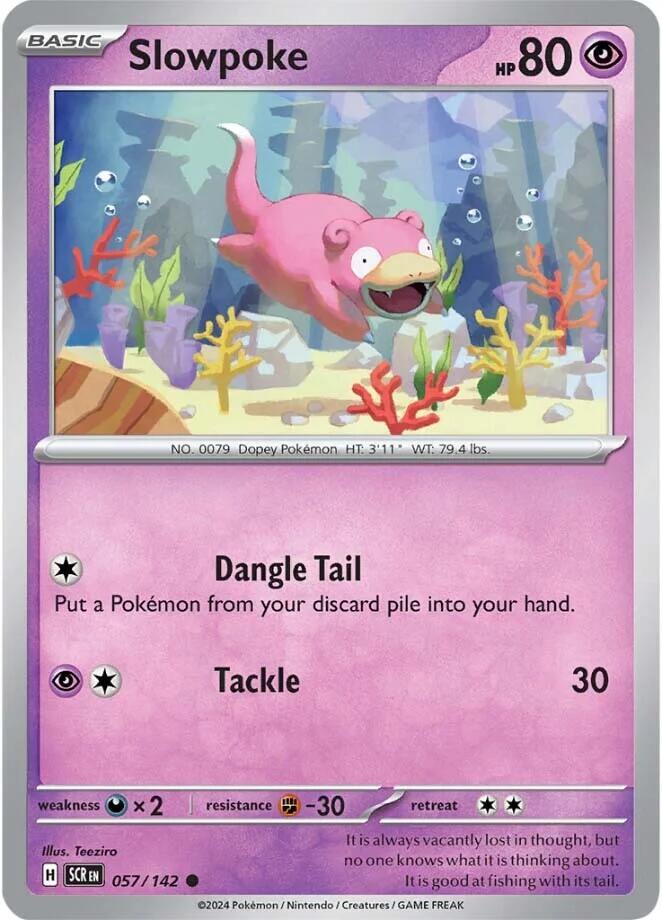 BASIC
Slowpoke
HP 80
NO. 0079 Dopey Pokémon HT: 3'11" WT: 79.4 lbs.
Dangle Tail
Put a Pokémon from your discard pile into your hand.
Tackle 30
weakness ×2 resistance -30 retreat
Illus. Teeziro
It is always vacantly lost in thought, but
no one knows what it is thinking about.
It is good at fishing with its tail.
H SCR EN 057/142
©2024 Pokémon / Nintendo / Creatures / GAME FREAK